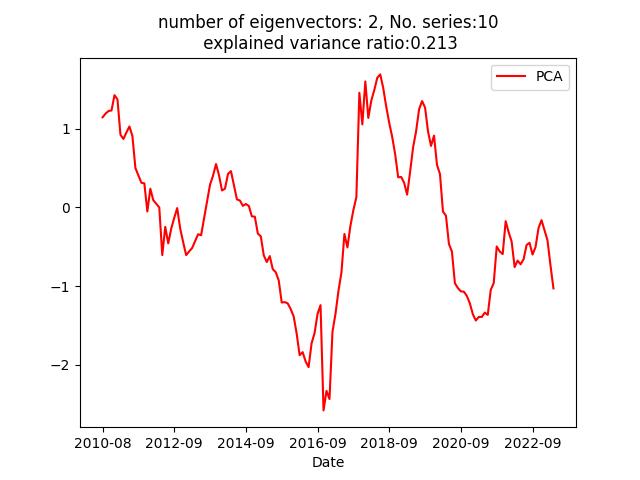 number of eigenvectors: 2, No. series:10
explained variance ratio:0.213
PCA
1
0
−1
−2
2010-08 2012-09 2014-09 2016-09 2018-09 2020-09 2022-09
Date